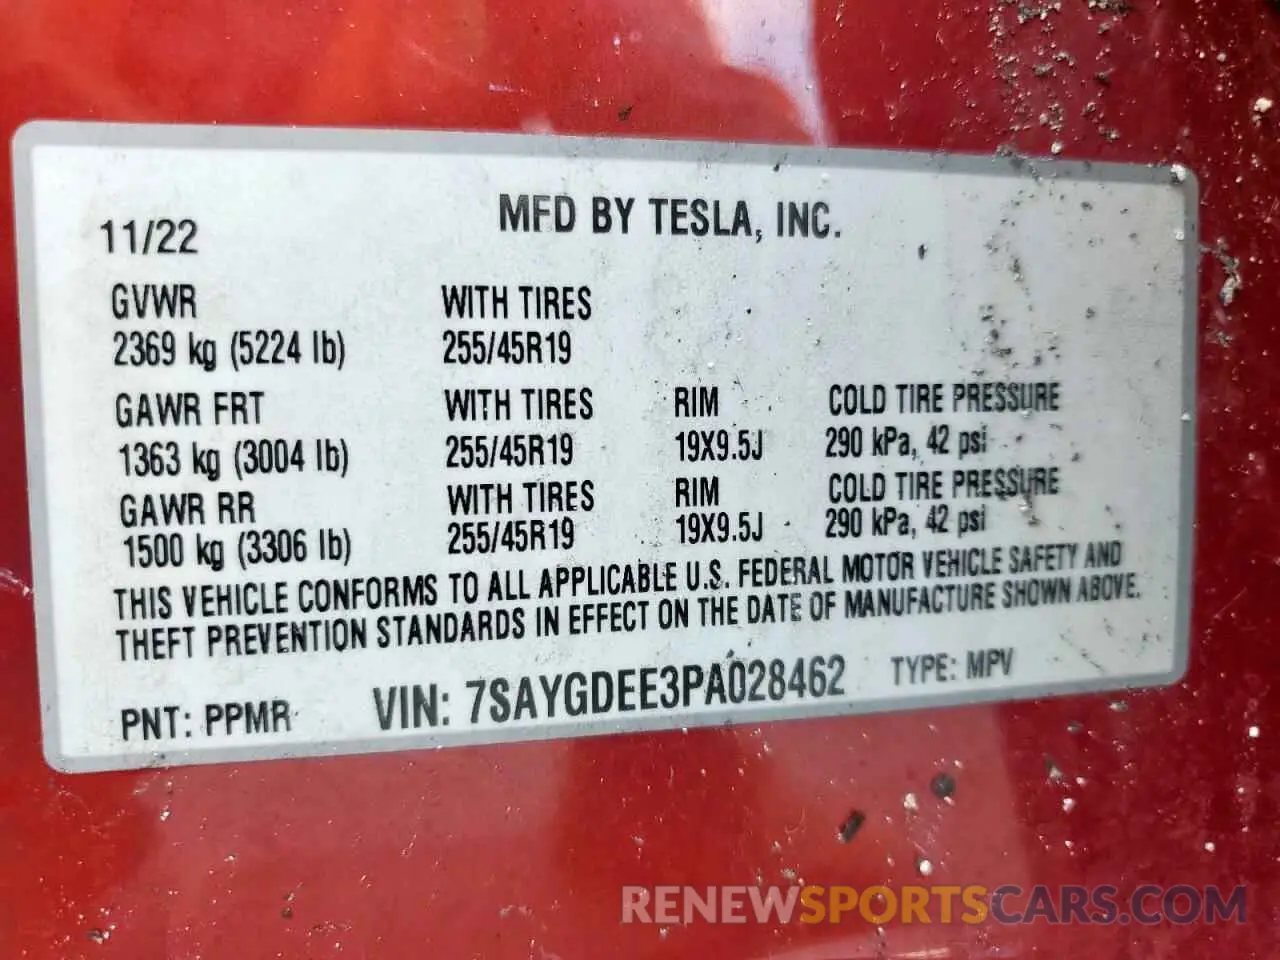 MFD BY TESLA, INC.
11/22
GVWR WITH TIRES
2369 kg (5224 lb) 255/45R19
GAWR FRT WITH TIRES RIM COLD TIRE PRESSURE
1363 kg (3004 lb) 255/45R19 19X9.5J 290 kPa, 42 psi
GAWR RR WITH TIRES RIM COLD TIRE PRESSURE
1500 kg (3306 lb) 255/45R19 19X9.5J 290 kPa, 42 psi
THIS VEHICLE CONFORMS TO ALL APPLICABLE U.S. FEDERAL MOTOR VEHICLE SAFETY AND
THEFT PREVENTION STANDARDS IN EFFECT ON THE DATE OF MANUFACTURE SHOWN ABOVE.
PNT: PPMR VIN: 7SAYGDEE3PA028462 TYPE: MPV
RENEWSPORTSCARS.COM